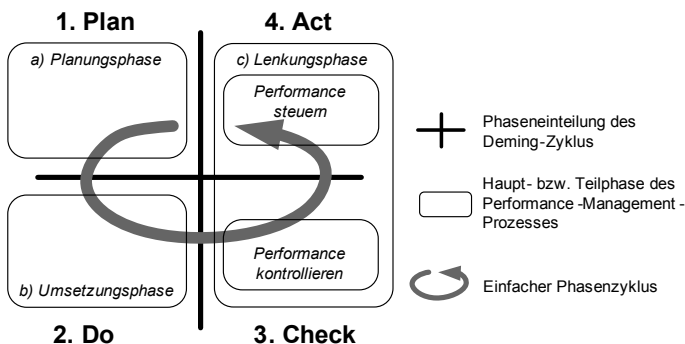 1. Plan
4. Act
a) Planungsphase
c) Lenkungsphase
Performance
steuern
b) Umsetzungsphase
Performance
kontrollieren
2. Do
3. Check
Phaseneinteilung des
Deming-Zyklus
Haupt- bzw. Teilphase des
Performance -Management -
Prozesses
Einfacher Phasenzyklus